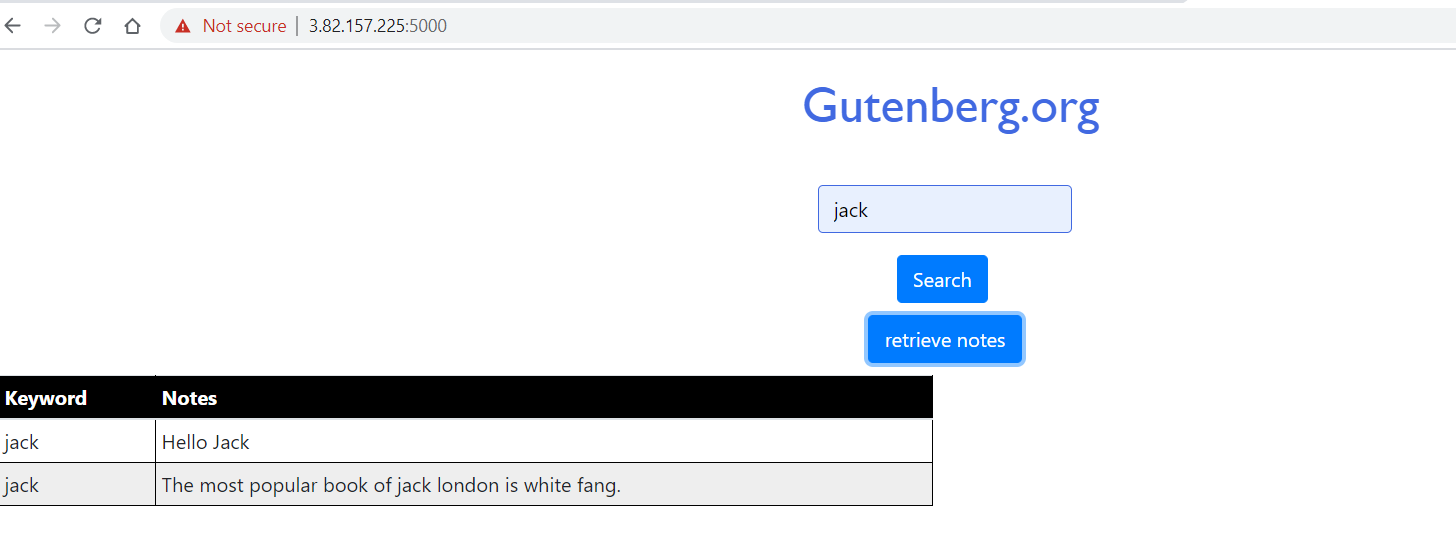 Not secure | 3.82.157.225:5000
Gutenberg.org
jack
Search
retrieve notes
Keyword Notes
jack Hello Jack
jack The most popular book of jack london is white fang.